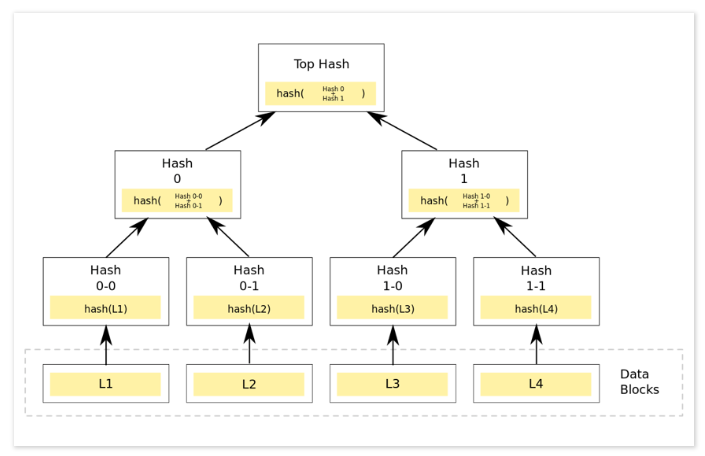 Top Hash
hash( Hash 0 + Hash 1 )
Hash
0
hash( Hash 0-0 + Hash 0-1 )
Hash
1
hash( Hash 1-0 + Hash 1-1 )
Hash
0-0
hash(L1)
Hash
0-1
hash(L2)
Hash
1-0
hash(L3)
Hash
1-1
hash(L4)
L1
L2
L3
L4
Data
Blocks